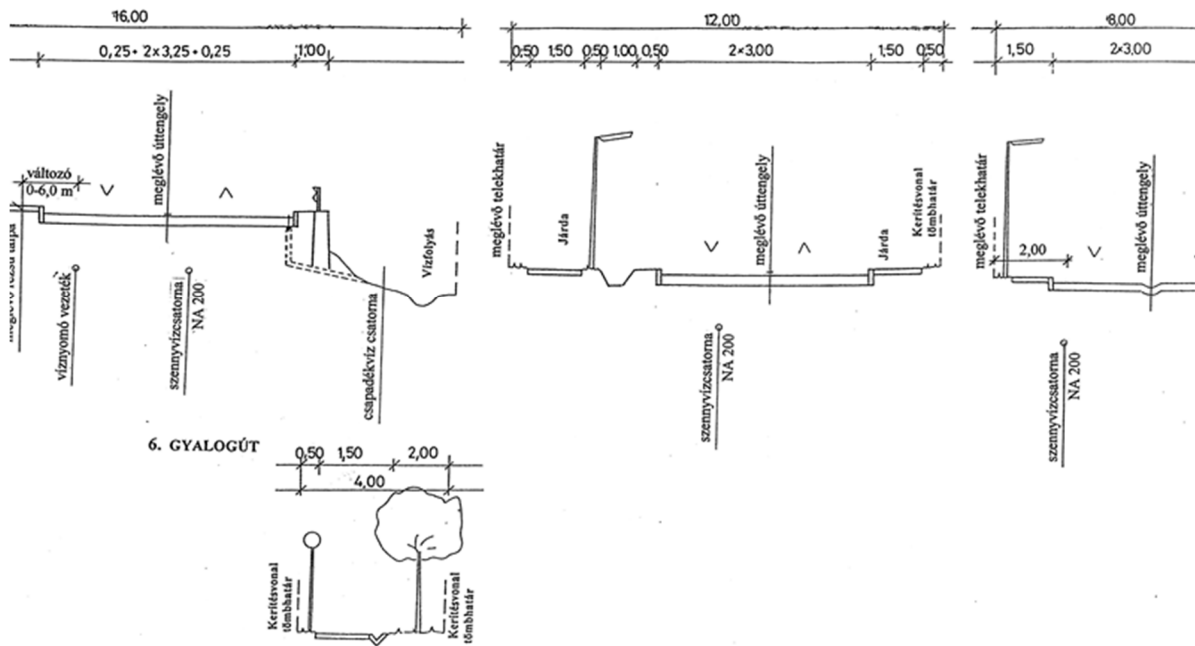 16,00
0,25+ 2×3,25+0,25
1,00
változó
0-6,0 m
meglévő úttengely
meglévő rézsű talpa
víznyomó vezeték
szennyvízcsatorna
NA 200
csapadékvíz csatorna
Vízfolyás
12,00
0,50
1,50
0,50
1,00
0,50
2×3,00
1,50
0,50
meglévő telekhatár
Járda
meglévő úttengely
Járda
Kerítésvonal
tömbhatár
szennyvízcsatorna
NA 200
8,00
1,50
2×3,00
meglévő telekhatár
2,00
meglévő úttengely
szennyvízcsatorna
NA 200
6. GYALOGÚT
0,50
1,50
2,00
4,00
Kerítésvonal
tömbhatár
Kerítésvonal
tömbhatár